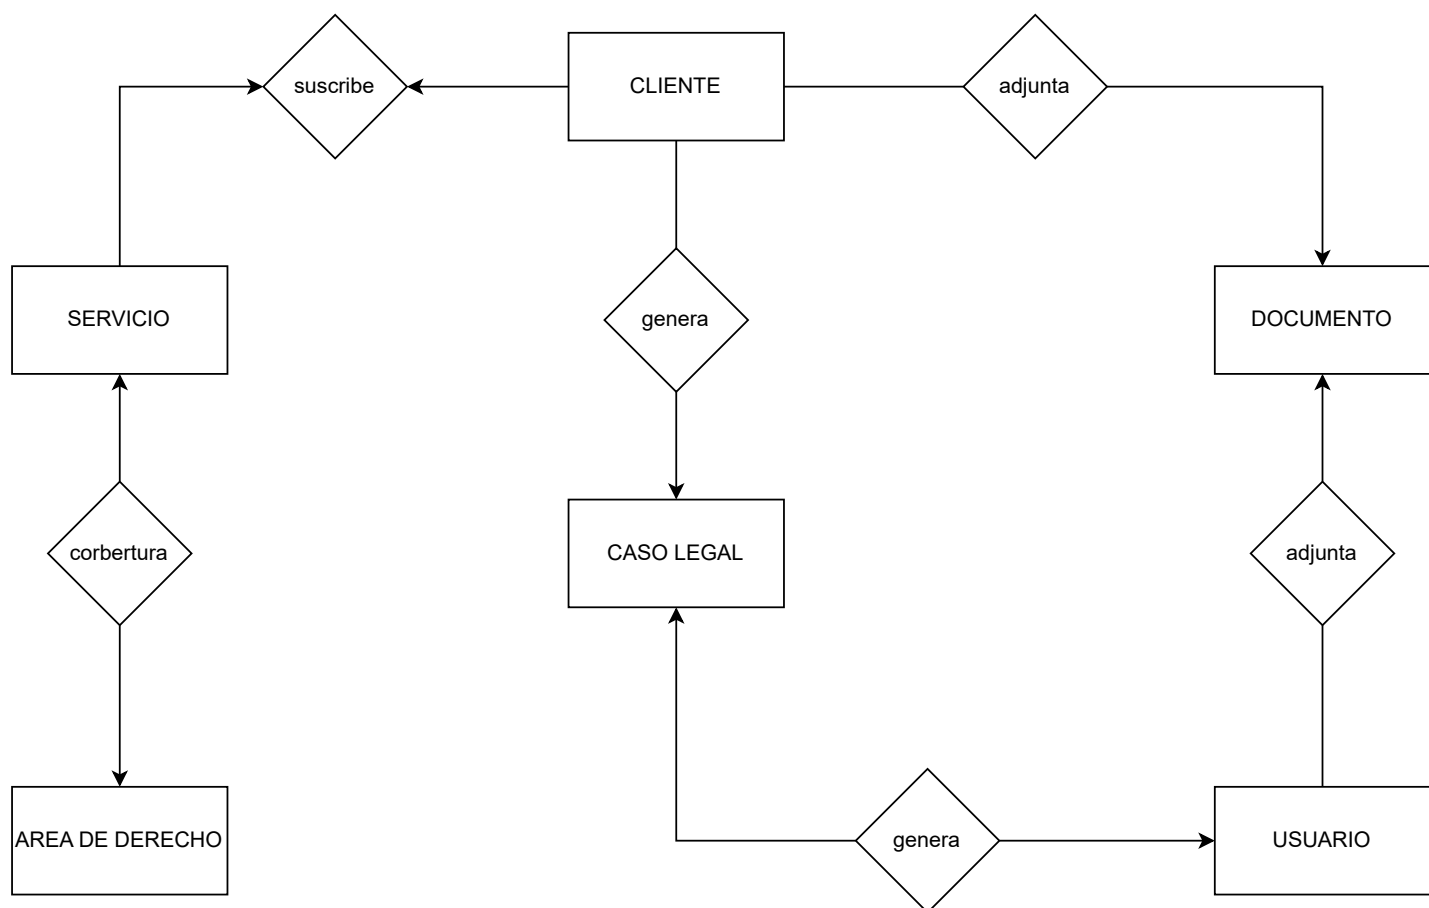 suscribe
CLIENTE
adjunta
SERVICIO
genera
DOCUMENTO
corbertura
CASO LEGAL
adjunta
AREA DE DERECHO
genera
USUARIO